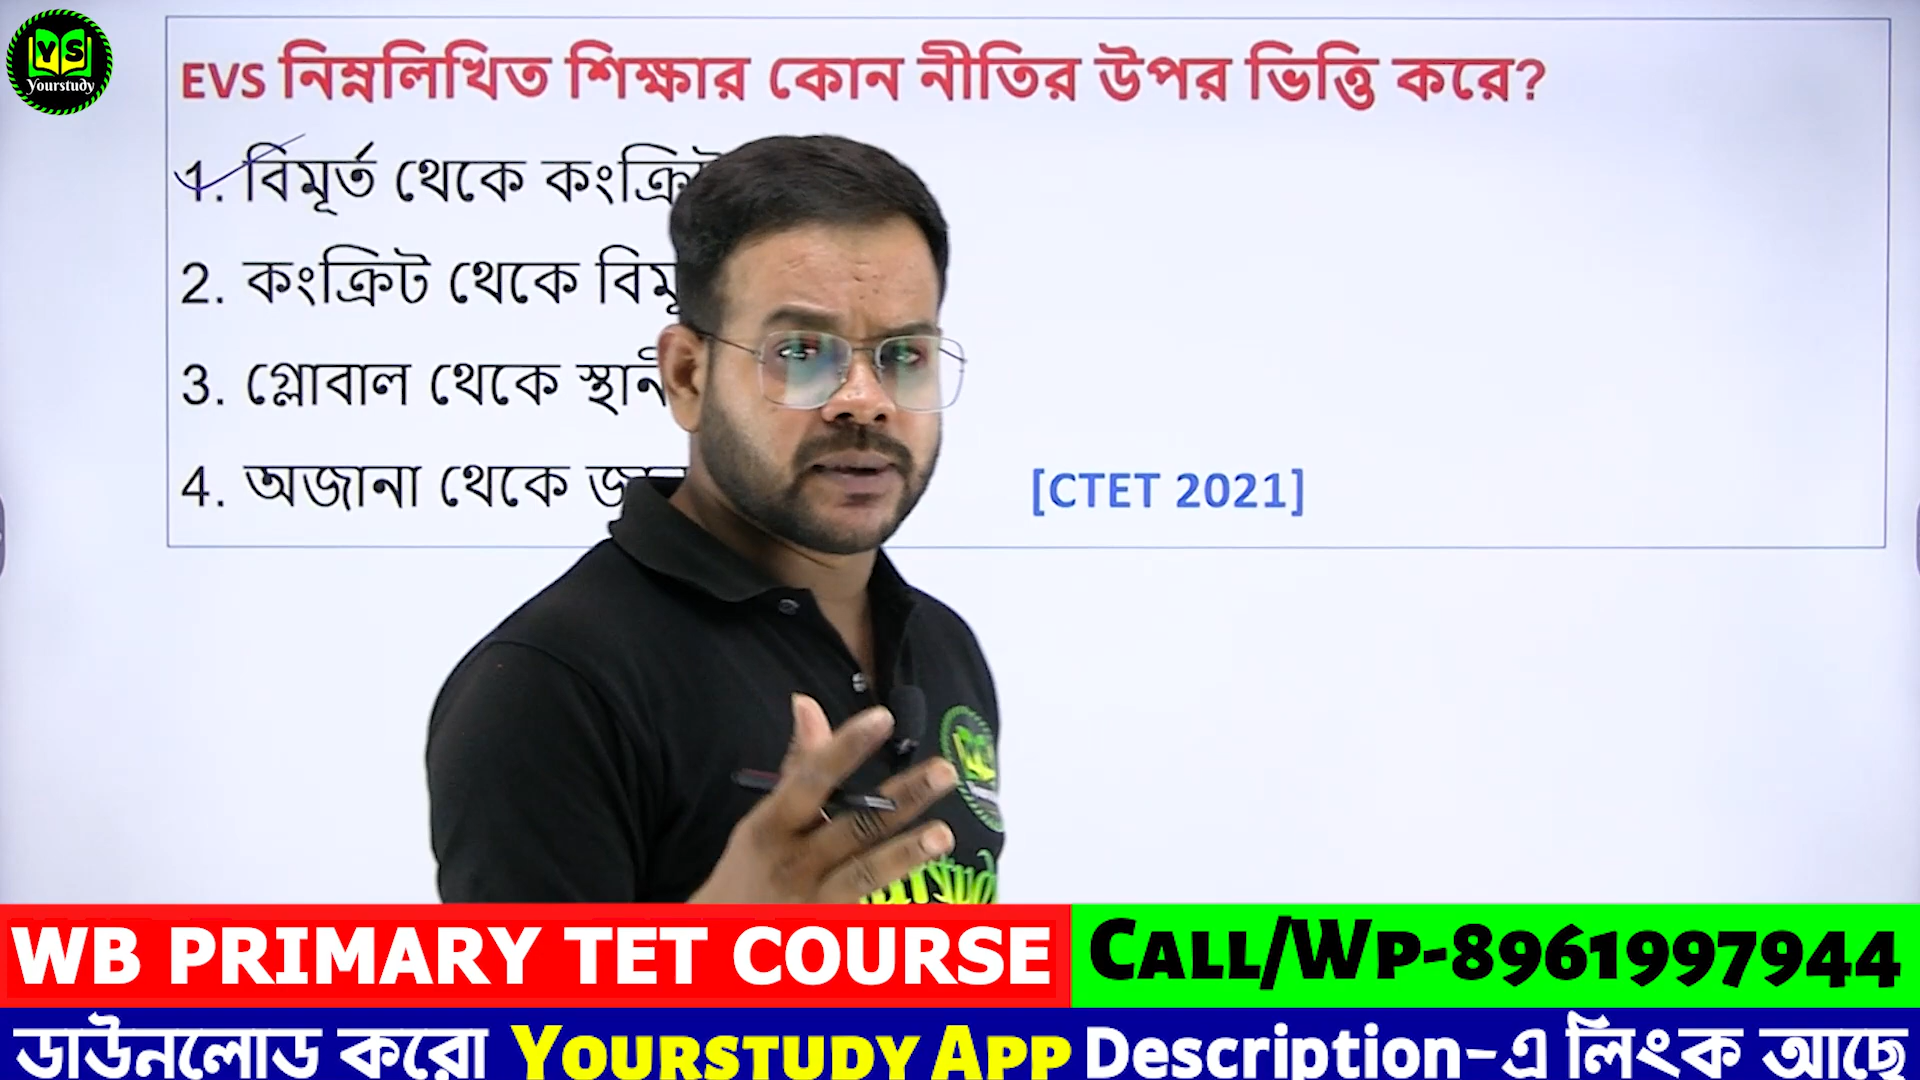 YS
Yourstudy
EVS নিম্নলিখিত শিক্ষার কোন নীতির উপর ভিত্তি করে?
1. বিমূর্ত থেকে
2. কংক্রিট থেকে
3. গ্লোবাল থেকে
4. অজানা থেকে
[CTET 2021]
WB PRIMARY TET COURSE
CALL/WP-8961997944
ডাউনলোড করো YOURSTUDY APP Description-এ লিংক আছে